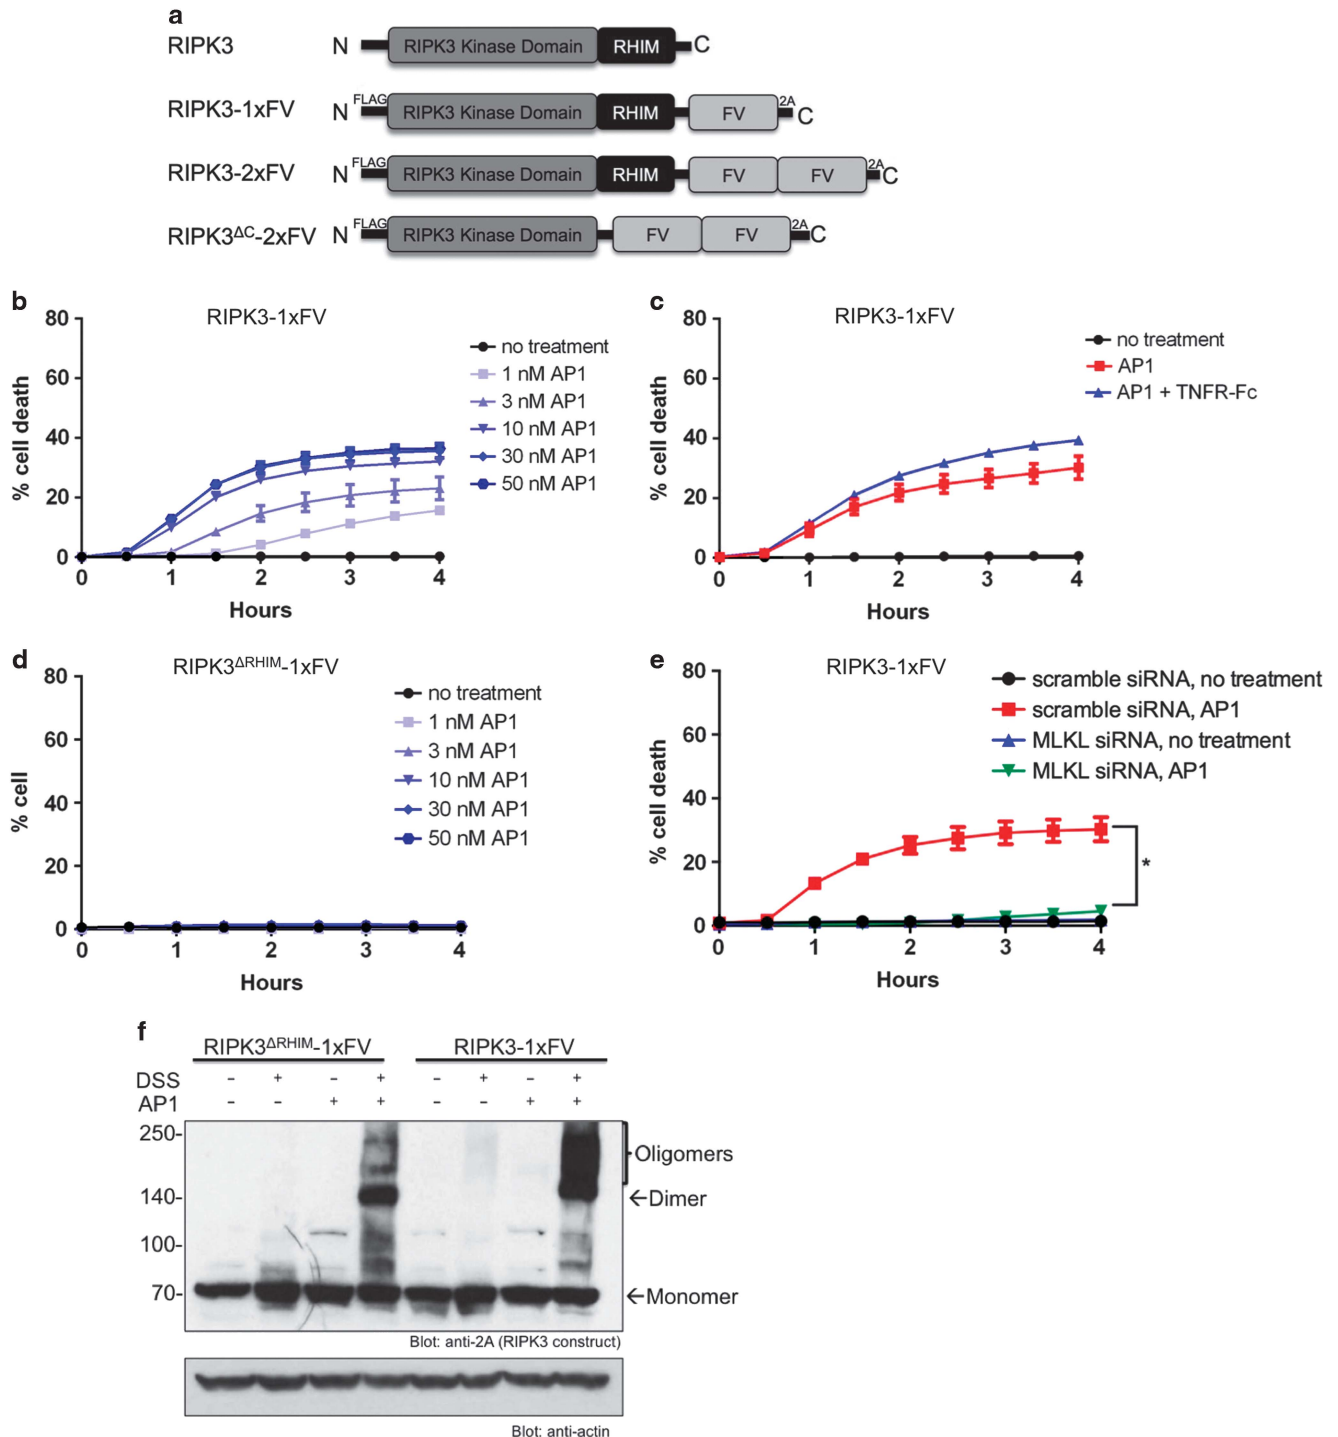 a
RIPK3 N RIPK3 Kinase Domain RHIM C
RIPK3-1xFV N FLAG RIPK3 Kinase Domain RHIM FV 2A C
RIPK3-2xFV N FLAG RIPK3 Kinase Domain RHIM FV FV 2A C
RIPK3ΔC-2xFV N FLAG RIPK3 Kinase Domain FV FV 2A C
b
RIPK3-1xFV
% cell death
80
60
40
20
0
0 1 2 3 4
Hours
no treatment
1 nM AP1
3 nM AP1
10 nM AP1
30 nM AP1
50 nM AP1
c
RIPK3-1xFV
% cell death
80
60
40
20
0
0 1 2 3 4
Hours
no treatment
AP1
AP1 + TNFR-Fc
d
RIPK3ΔRHIM-1xFV
% cell
80
60
40
20
0
0 1 2 3 4
Hours
no treatment
1 nM AP1
3 nM AP1
10 nM AP1
30 nM AP1
50 nM AP1
e
RIPK3-1xFV
% cell death
80
60
40
20
0
0 1 2 3 4
Hours
scramble siRNA, no treatment
scramble siRNA, AP1
MLKL siRNA, no treatment
MLKL siRNA, AP1
*
f
RIPK3ΔRHIM-1xFV RIPK3-1xFV
DSS - + - + - + - +
AP1 - - + + - - + +
250-
140-
100-
70-
Oligomers
←Dimer
←Monomer
Blot: anti-2A (RIPK3 construct)
Blot: anti-actin